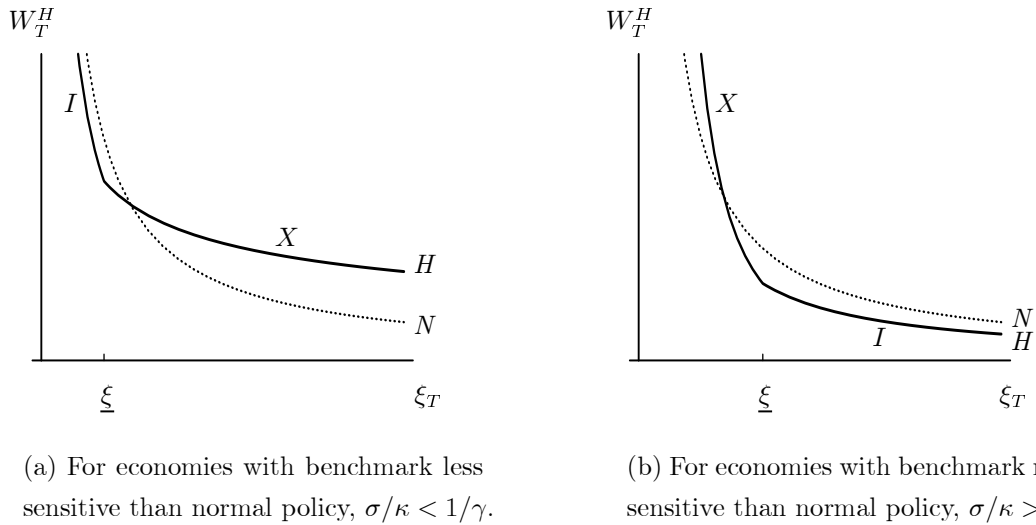 W_T^H
W_T^H
I
X
X
H
N
N
I
H
ξ
ξ_T
ξ
ξ_T
(a) For economies with benchmark less
sensitive than normal policy, σ/κ < 1/γ.
(b) For economies with benchmark
sensitive than normal policy, σ/κ >